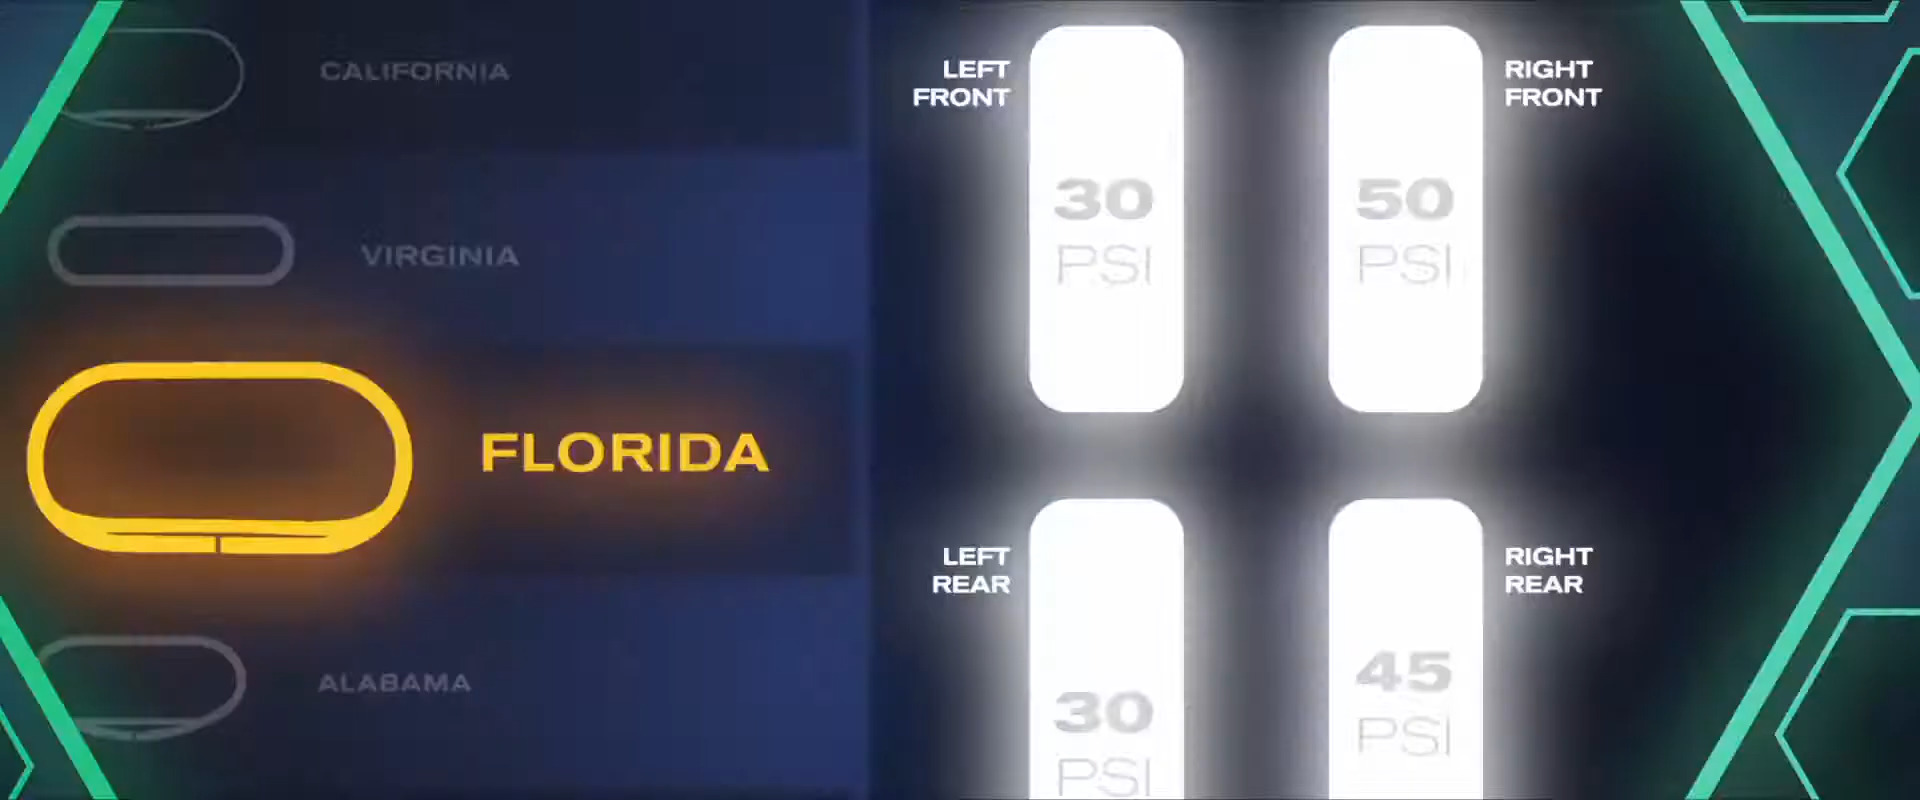 CALIFORNIA
VIRGINIA
FLORIDA
ALABAMA
LEFT
FRONT
30
PSI
50
PSI
RIGHT
FRONT
LEFT
REAR
30
PSI
45
PSI
RIGHT
REAR